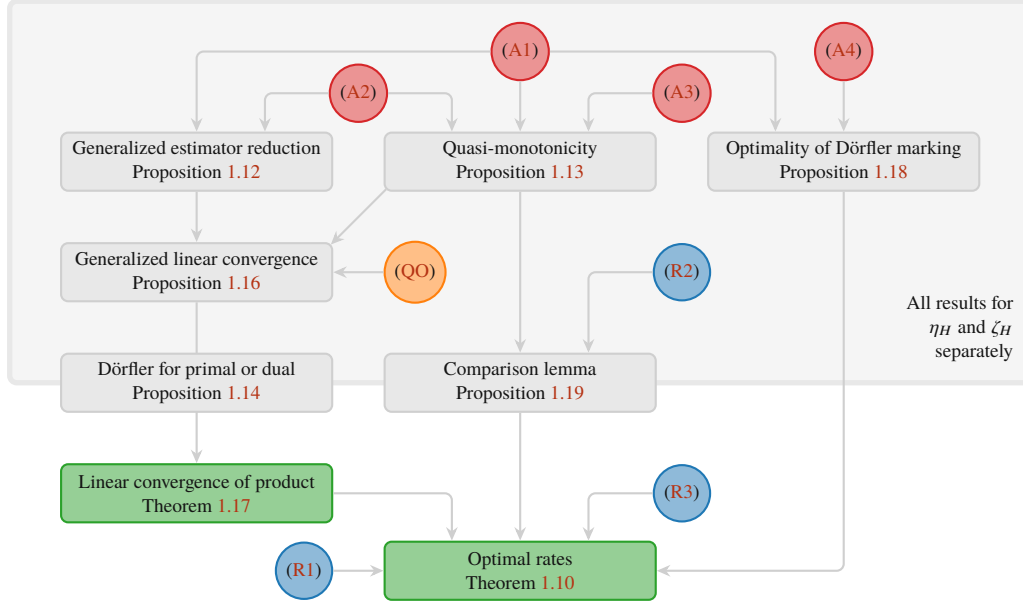 (A1)
(A4)
(A2)
(A3)
Generalized estimator reduction
Proposition 1.12
Quasi-monotonicity
Proposition 1.13
Optimality of Dörfler marking
Proposition 1.18
Generalized linear convergence
Proposition 1.16
(QO)
(R2)
All results for
η_H and ζ_H
separately
Dörfler for primal or dual
Proposition 1.14
Comparison lemma
Proposition 1.19
Linear convergence of product
Theorem 1.17
(R3)
(R1)
Optimal rates
Theorem 1.10